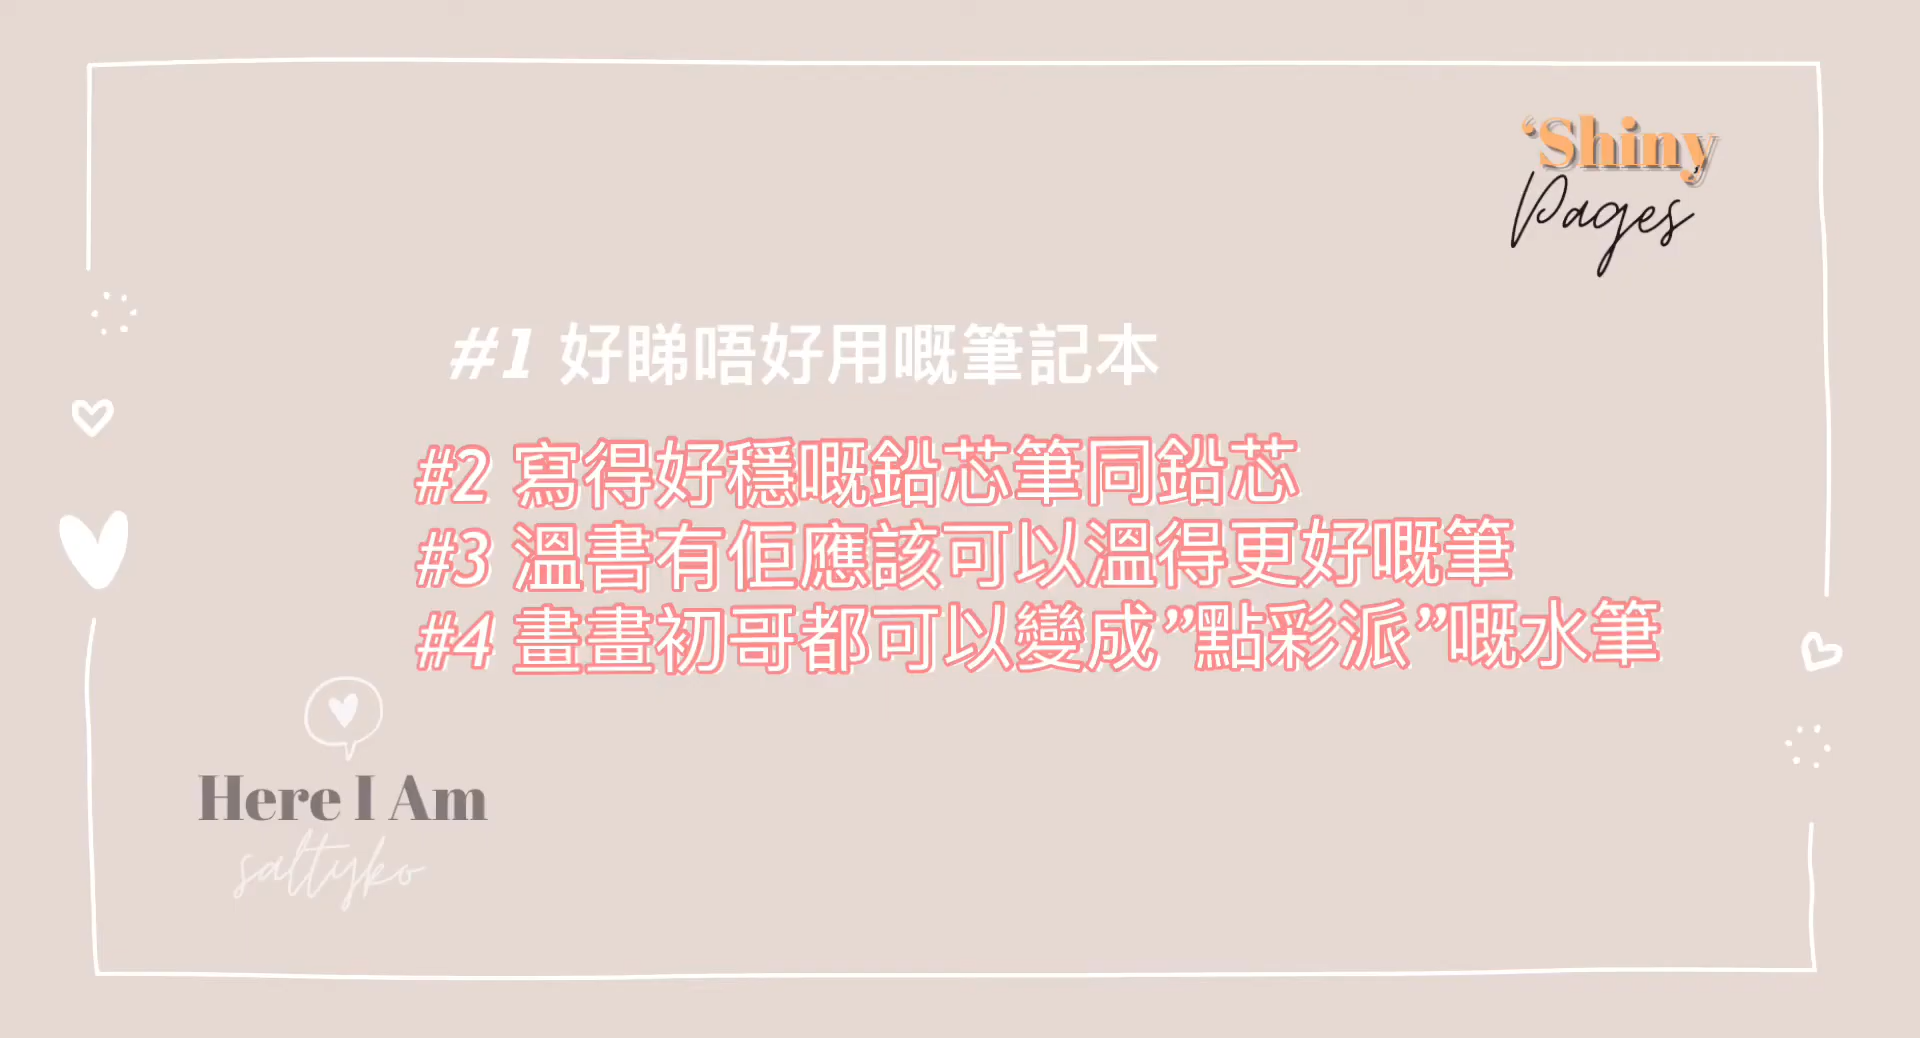 ‘Shiny
Pages
#1 好睇唔好用嘅筆記本
#2 寫得好穩嘅鉛芯筆同鉛芯
#3 溫書有佢應該可以溫得更好嘅筆
#4 畫畫初哥都可以變成”點彩派”嘅水筆
Here I Am
saltyko